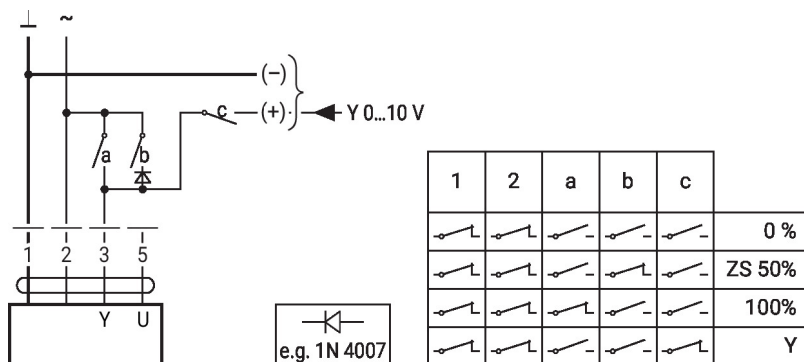 ⊥ ~
(–)
c (+) Y 0...10 V
a b
1 2 3 5
Y U
e.g. 1N 4007
1 2 a b c
0 %
ZS 50%
100%
Y